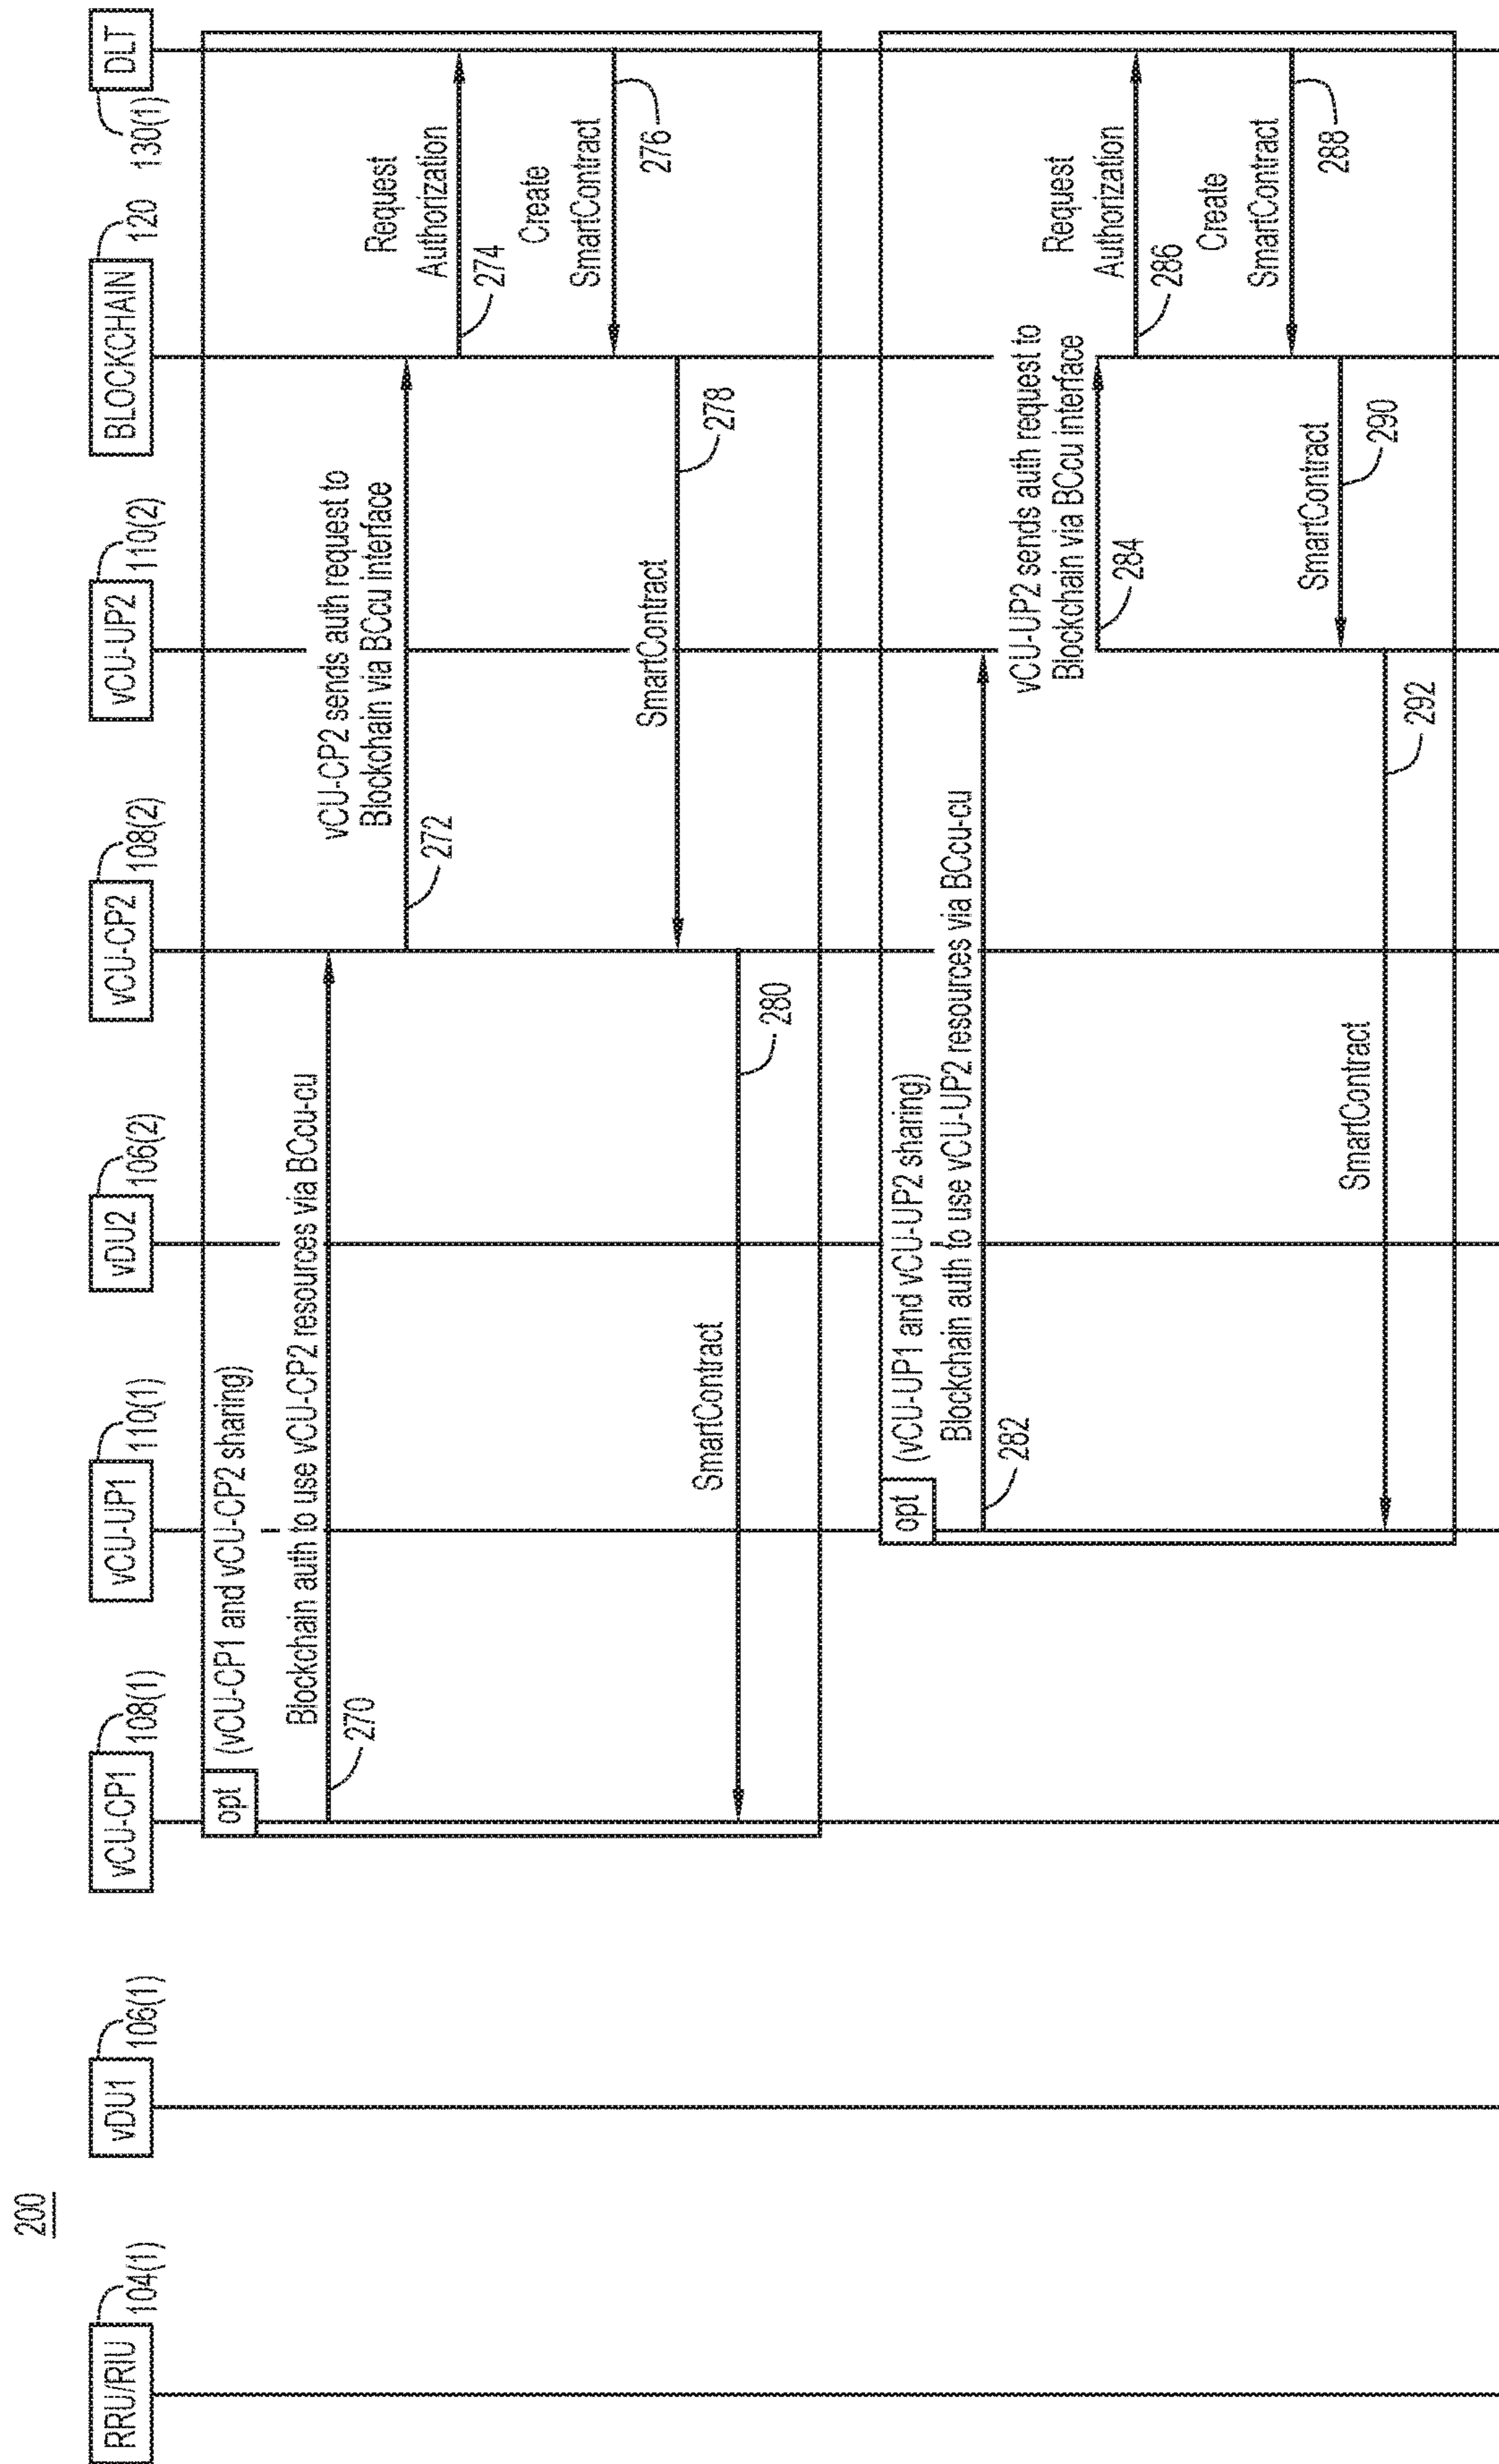 200
RRU/RIU
104(1)
vDU1
106(1)
vCU-CP1
108(1)
vCU-UP1
110(1)
vDU2
106(2)
vCU-CP2
108(2)
vCU-UP2
110(2)
BLOCKCHAIN
120
DLT
130(1)
opt
(vCU-CP1 and vCU-CP2 sharing)
Blockchain auth to use vCU-CP2 resources via BCcu-cu
270
vCU-CP2 sends auth request to
Blockchain via BCcu interface
272
Request
Authorization
274
Create
SmartContract
276
SmartContract
278
SmartContract
280
opt
(vCU-UP1 and vCU-UP2 sharing)
Blockchain auth to use vCU-UP2 resources via BCcu-cu
282
vCU-UP2 sends auth request to
Blockchain via BCcu interface
284
Request
Authorization
286
Create
SmartContract
288
SmartContract
290
SmartContract
292